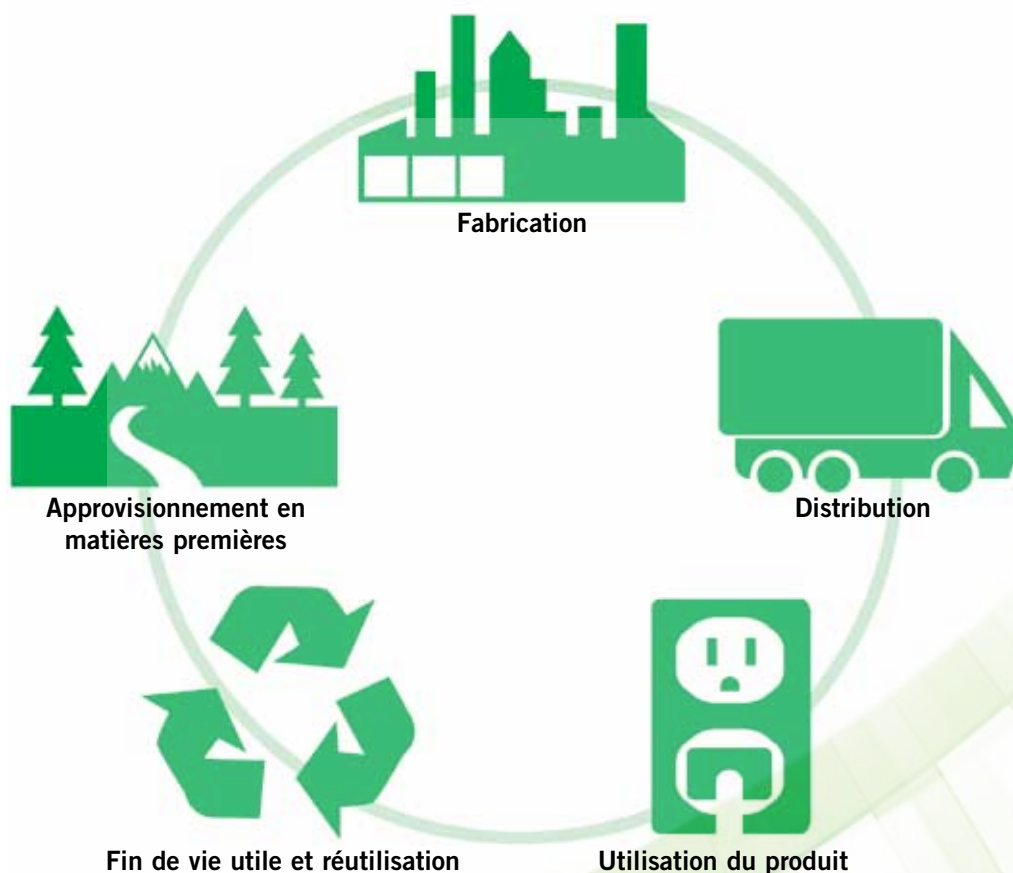 Fabrication
Distribution
Approvisionnement en
matières premières
Fin de vie utile et réutilisation
Utilisation du produit